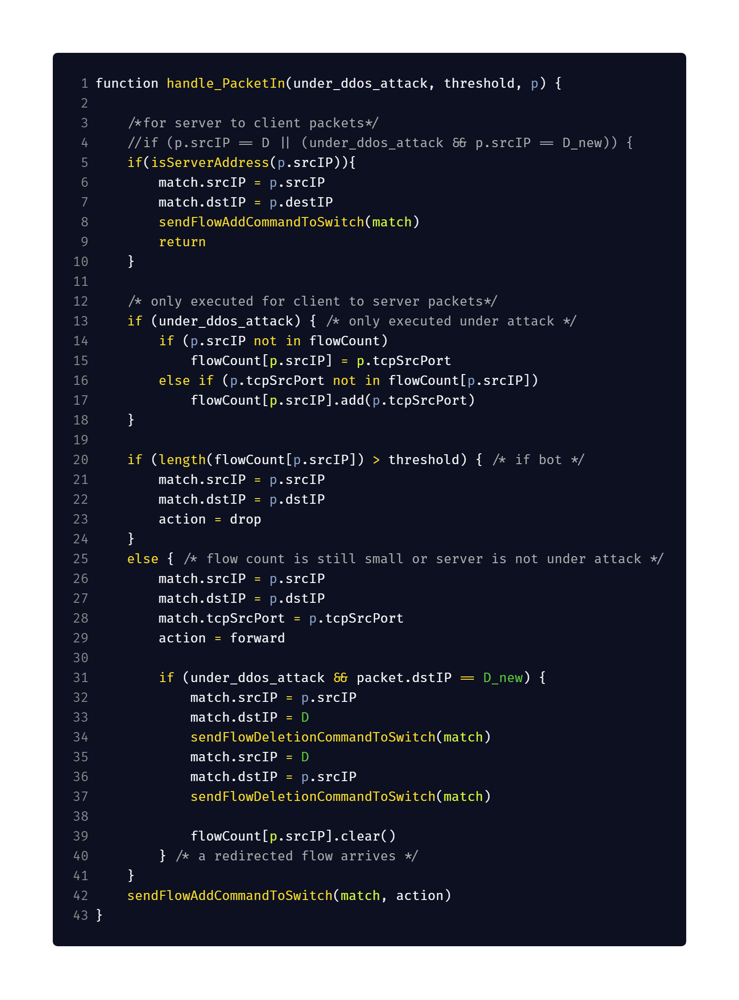 1 function handle_PacketIn(under_ddos_attack, threshold, p) {
2
3     /*for server to client packets*/
4     //if (p.srcIP == D || (under_ddos_attack && p.srcIP == D_new)) {
5     if(isServerAddress(p.srcIP)){
6         match.srcIP = p.srcIP
7         match.dstIP = p.destIP
8         sendFlowAddCommandToSwitch(match)
9         return
10     }
11
12     /* only executed for client to server packets*/
13     if (under_ddos_attack) { /* only executed under attack */
14         if (p.srcIP not in flowCount)
15             flowCount[p.srcIP] = p.tcpSrcPort
16         else if (p.tcpSrcPort not in flowCount[p.srcIP])
17             flowCount[p.srcIP].add(p.tcpSrcPort)
18     }
19
20     if (length(flowCount[p.srcIP]) > threshold) { /* if bot */
21         match.srcIP = p.srcIP
22         match.dstIP = p.dstIP
23         action = drop
24     }
25     else { /* flow count is still small or server is not under attack */
26         match.srcIP = p.srcIP
27         match.dstIP = p.dstIP
28         match.tcpSrcPort = p.tcpSrcPort
29         action = forward
30
31         if (under_ddos_attack && packet.dstIP == D_new) {
32             match.srcIP = p.srcIP
33             match.dstIP = D
34             sendFlowDeletionCommandToSwitch(match)
35             match.srcIP = D
36             match.dstIP = p.srcIP
37             sendFlowDeletionCommandToSwitch(match)
38
39             flowCount[p.srcIP].clear()
40         } /* a redirected flow arrives */
41     }
42     sendFlowAddCommandToSwitch(match, action)
43 }